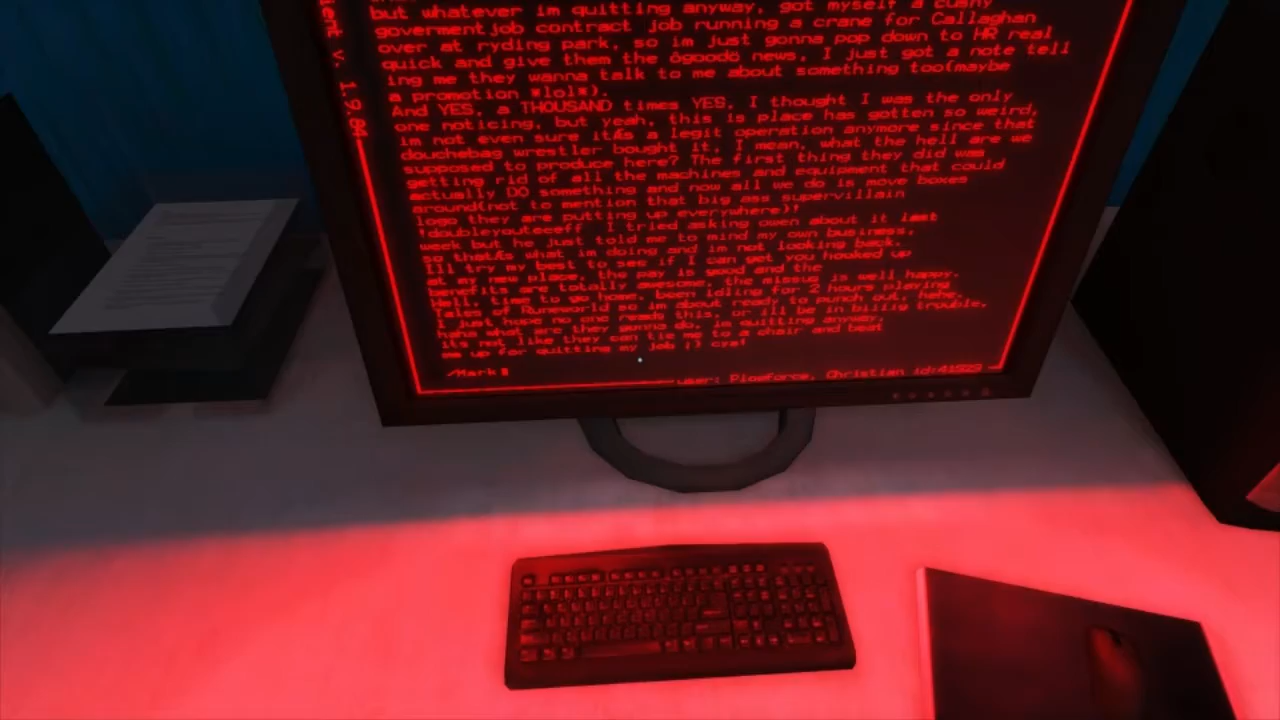 but whatever im quitting anyway, got myself a cushy
govermentjob contract job running a crane for Callaghan
over at ryding park, so im just gonna pop down to HR real
quick and give them the õgoodö news, I just got a note tell
ing me they wanna talk to me about something too(maybe
a promotion *lol*).
And YES, a THOUSAND times YES, I thought I was the only
one noticing, but yeah, this is place has gotten so weird,
im not even sure itÆs a legit operation anymore since that
douchebag wrestler bought it, I mean, what the hell are we
supposed to produce here? The first thing they did was
getting rid of all the machines and equipment that could
actually DO something and now all we do is move boxes
around(not to mention that big ass supervillain
logo they are putting up everywhere)!
!doubleyouteeeff I tried asking owen about it last
week but he just told me to mind my own business.
so thatÆs what im doing and im not looking back.
Ill try my best to see if I can get you hooked up
at my new place, the pay is good and the
benefits are totally awesome, the missus is well happy.
Well, time to go home, been idling for 2 hours playing
Tales of Runeworld so im about ready to punch out, hehe.
I just hope no one reads this, or ill be in biiig trouble,
haha what are they gonna do, im quitting anyway,
its not like they can tie me to a chair and beat
me up for quitting my job !) cya!
/Mark
user: Plowforce, Christian id:41529
ient v. 1.9.84